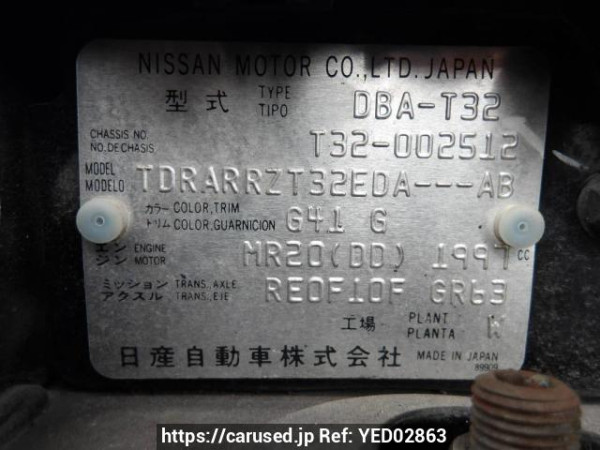 NISSAN MOTOR CO.,LTD. JAPAN
型式 TYPE TIPO DBA-T32
CHASSIS NO. NO.DE CHASIS T32-002512
MODEL MODELO TDRARRZT32EDA---AB
カラー COLOR,TRIM
トリム COLOR,GUARNICION G41 G
エンジン ENGINE MOTOR MR20(DD) 1997 CC
ミッション TRANS. AXLE
アクスル TRANS.,EJE RE0F10F GR63
工場 PLANT PLANTA W
日産自動車株式会社 MADE IN JAPAN
89909
https://carused.jp Ref: YED02863